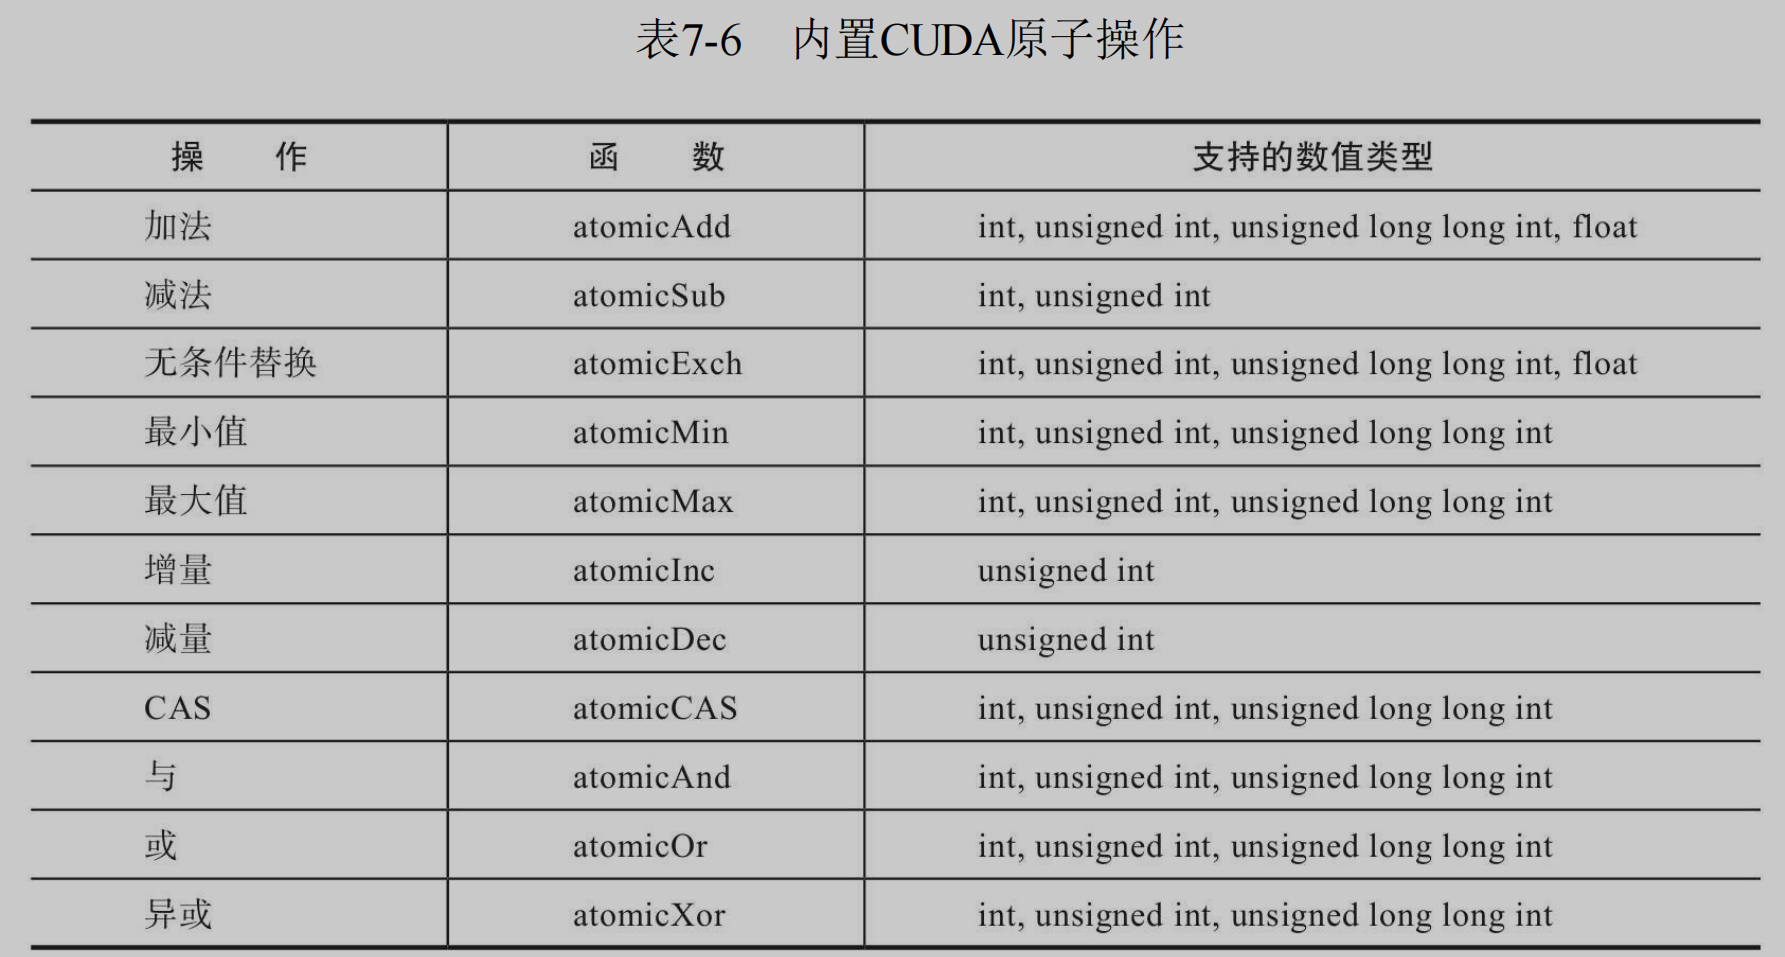 表7-6 内置CUDA原子操作
操 作 函 数 支持的数值类型
加法 atomicAdd int, unsigned int, unsigned long long int, float
减法 atomicSub int, unsigned int
无条件替换 atomicExch int, unsigned int, unsigned long long int, float
最小值 atomicMin int, unsigned int, unsigned long long int
最大值 atomicMax int, unsigned int, unsigned long long int
增量 atomicInc unsigned int
减量 atomicDec unsigned int
CAS atomicCAS int, unsigned int, unsigned long long int
与 atomicAnd int, unsigned int, unsigned long long int
或 atomicOr int, unsigned int, unsigned long long int
异或 atomicXor int, unsigned int, unsigned long long int